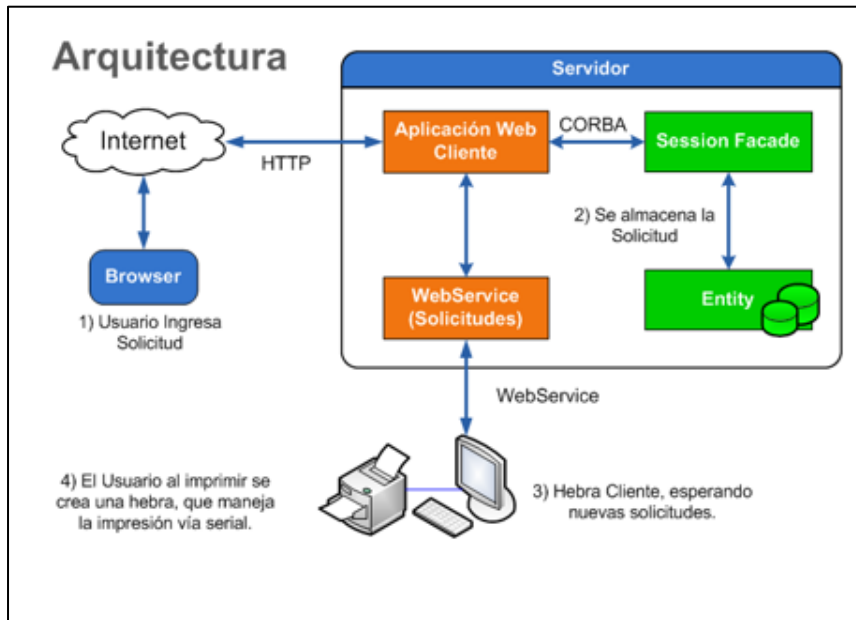 Arquitectura
Servidor
Internet
HTTP
Aplicación Web
Cliente
CORBA
Session Facade
2) Se almacena la
Solicitud
Browser
1) Usuario Ingresa
Solicitud
WebService
(Solicitudes)
Entity
WebService
4) El Usuario al imprimir se
crea una hebra, que maneja
la impresión vía serial.
3) Hebra Cliente, esperando
nuevas solicitudes.